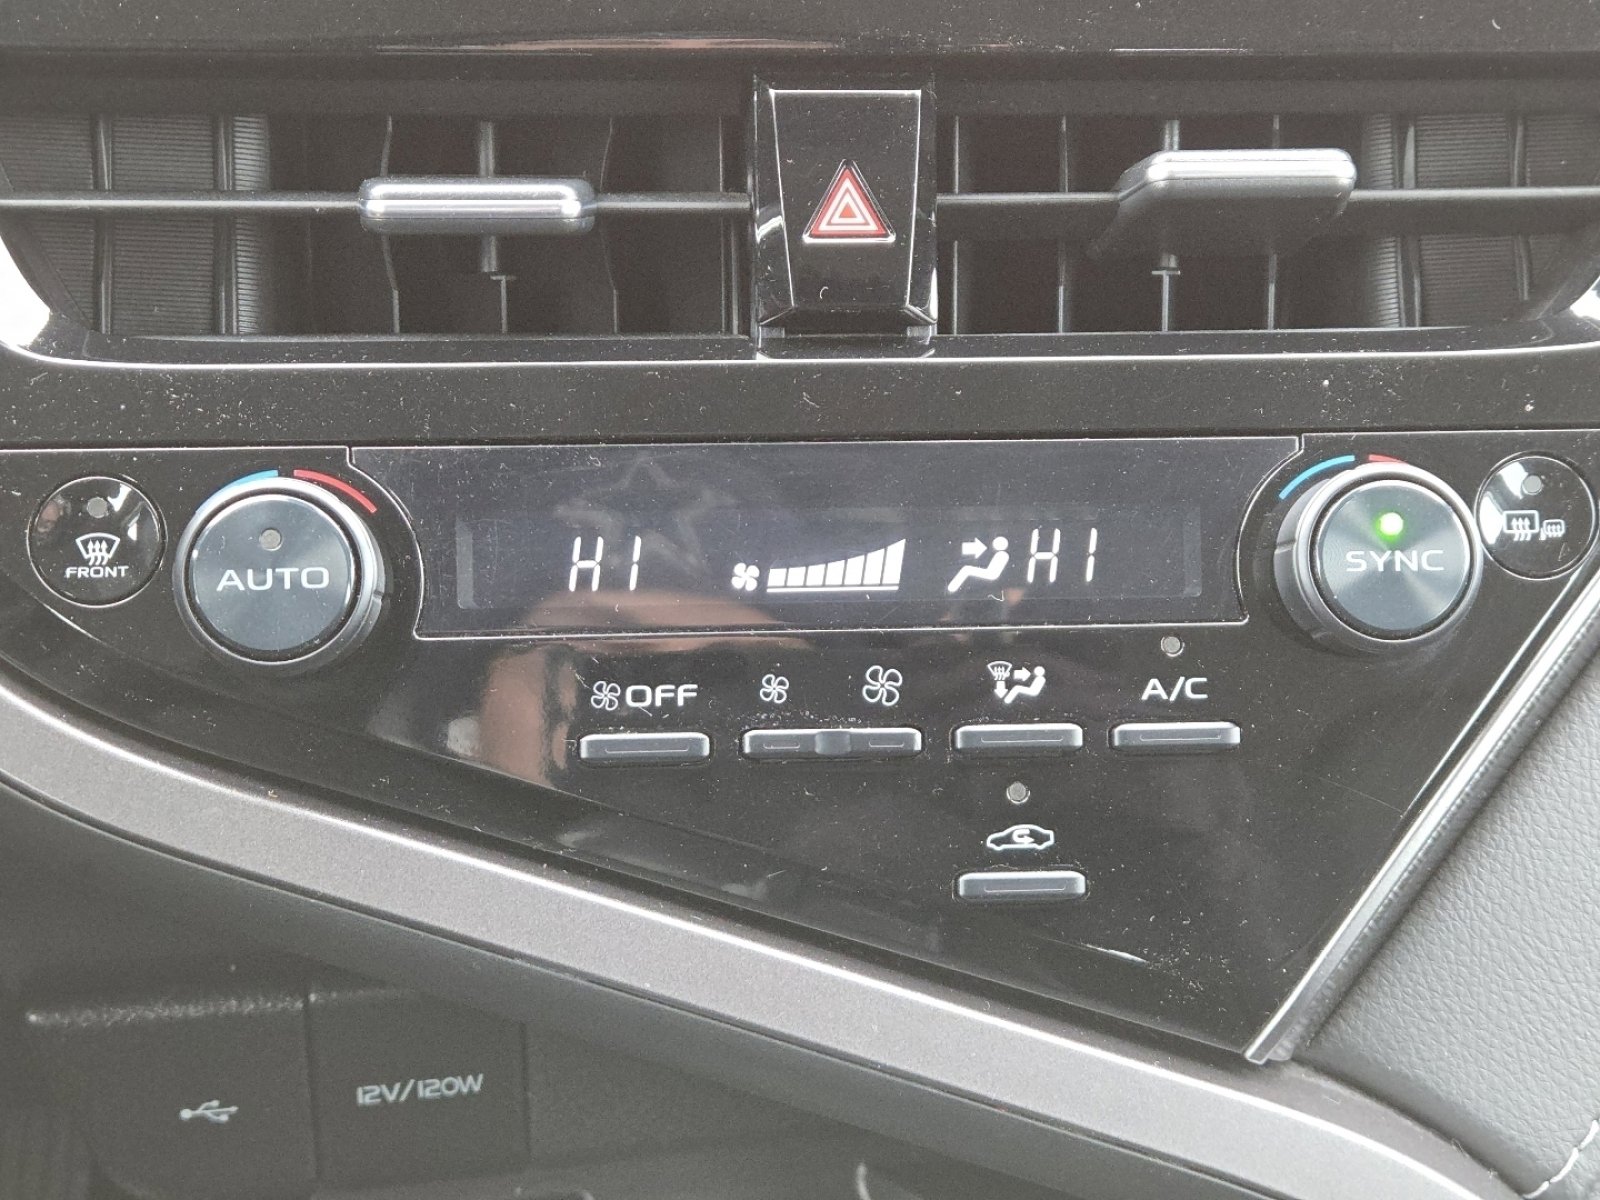 FRONT
AUTO
HI
HI
SYNC
OFF
A/C
12V/120W